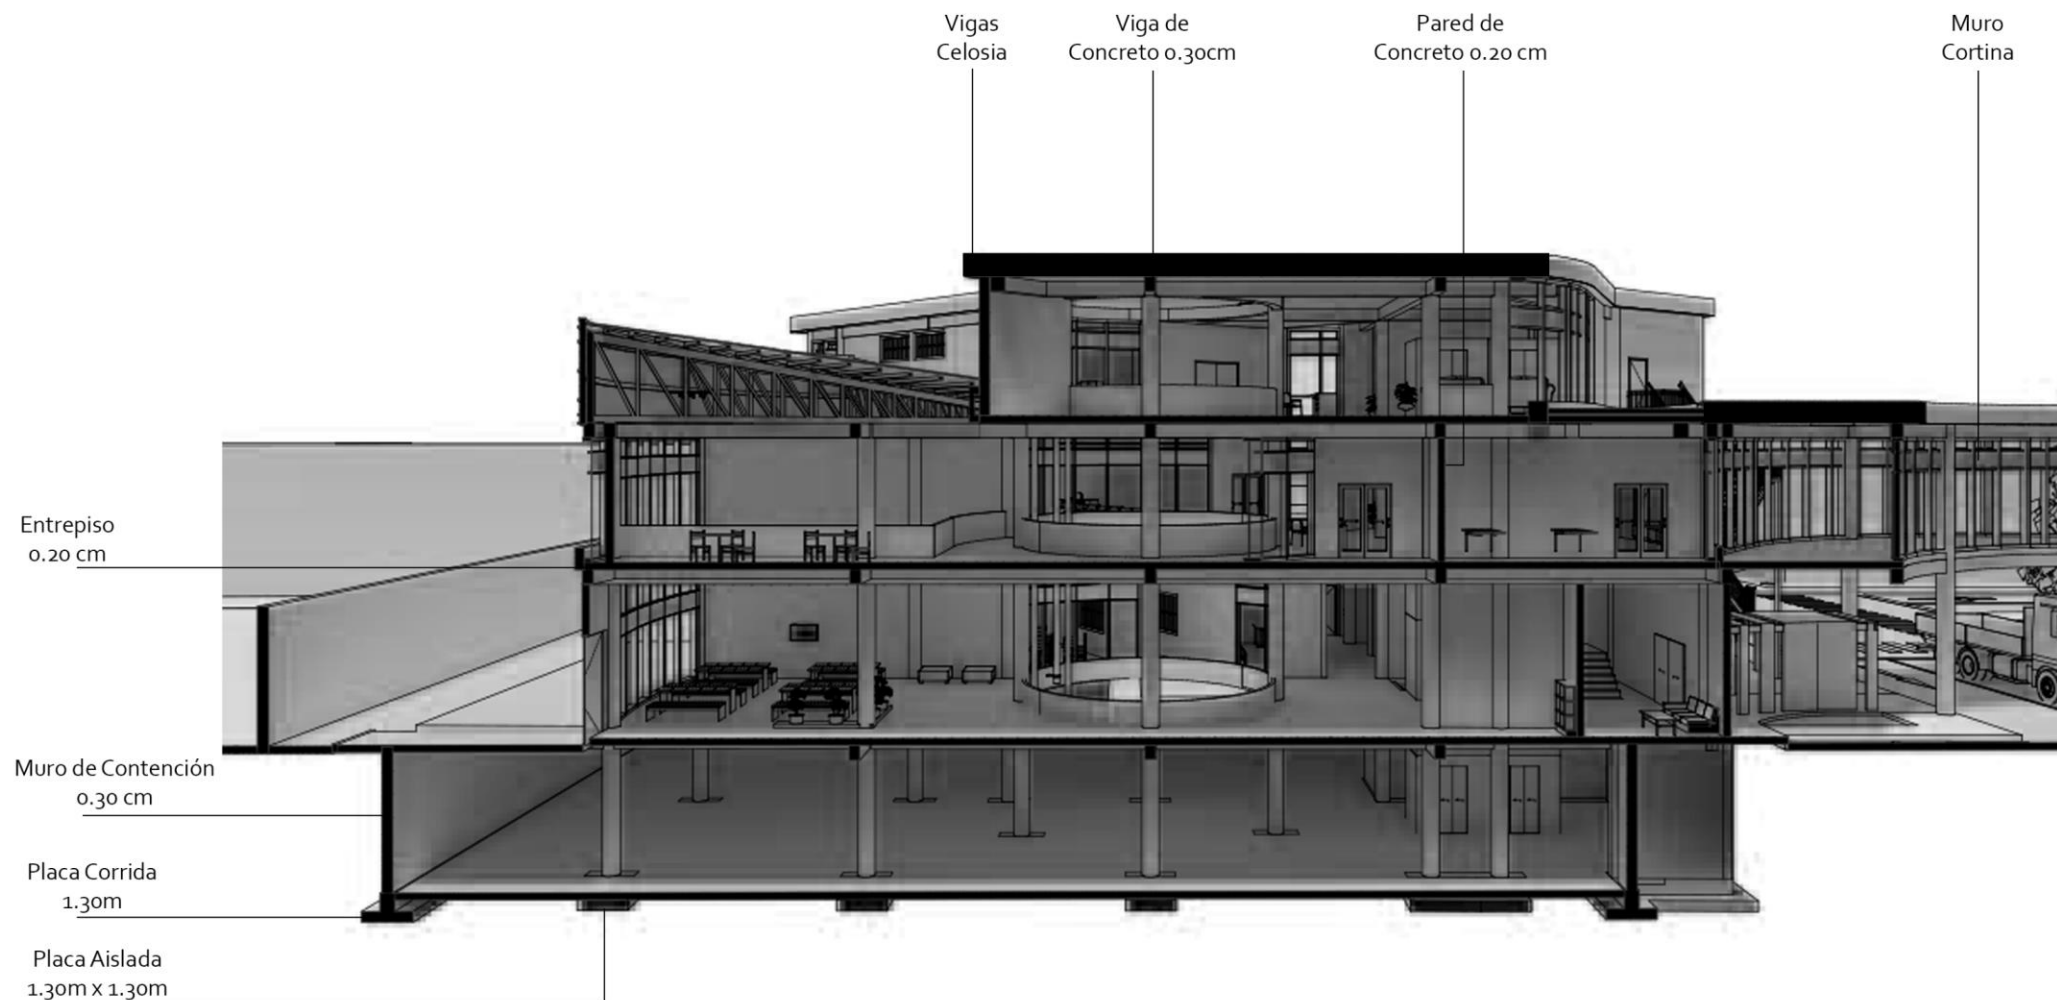 Vigas
Celosia
Viga de
Concreto 0.30cm
Pared de
Concreto 0.20 cm
Muro
Cortina
Entrepiso
0.20 cm
Muro de Contención
0.30 cm
Placa Corrida
1.30m
Placa Aislada
1.30m x 1.30m